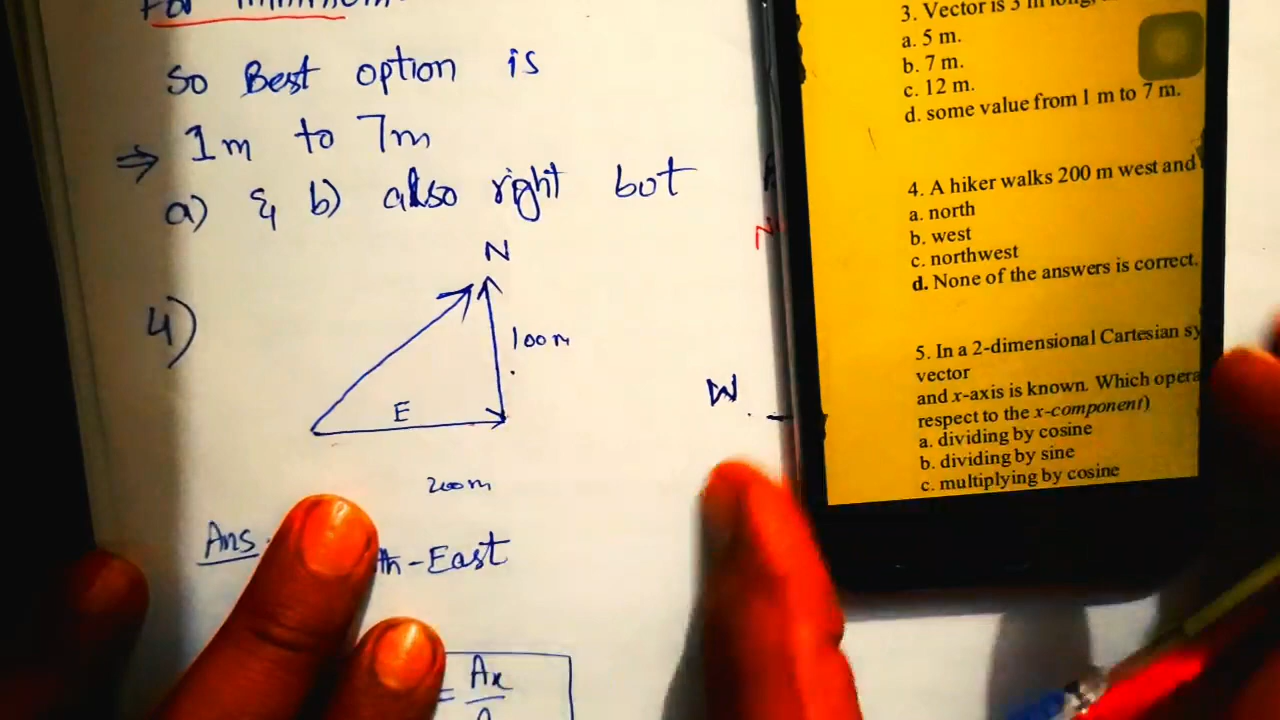 For
So Best option is
⇒ 1m to 7m
a) & b) also right but
N
4)
100m
E
200m
Ans
th-East
= Ax
W
3. Vector is 3 m long,
a. 5 m.
b. 7 m.
c. 12 m.
d. some value from 1 m to 7 m.
4. A hiker walks 200 m west and
a. north
b. west
c. northwest
d. None of the answers is correct.
5. In a 2-dimensional Cartesian sy
vector
and x-axis is known. Which opera
respect to the x-component)
a. dividing by cosine
b. dividing by sine
c. multiplying by cosine